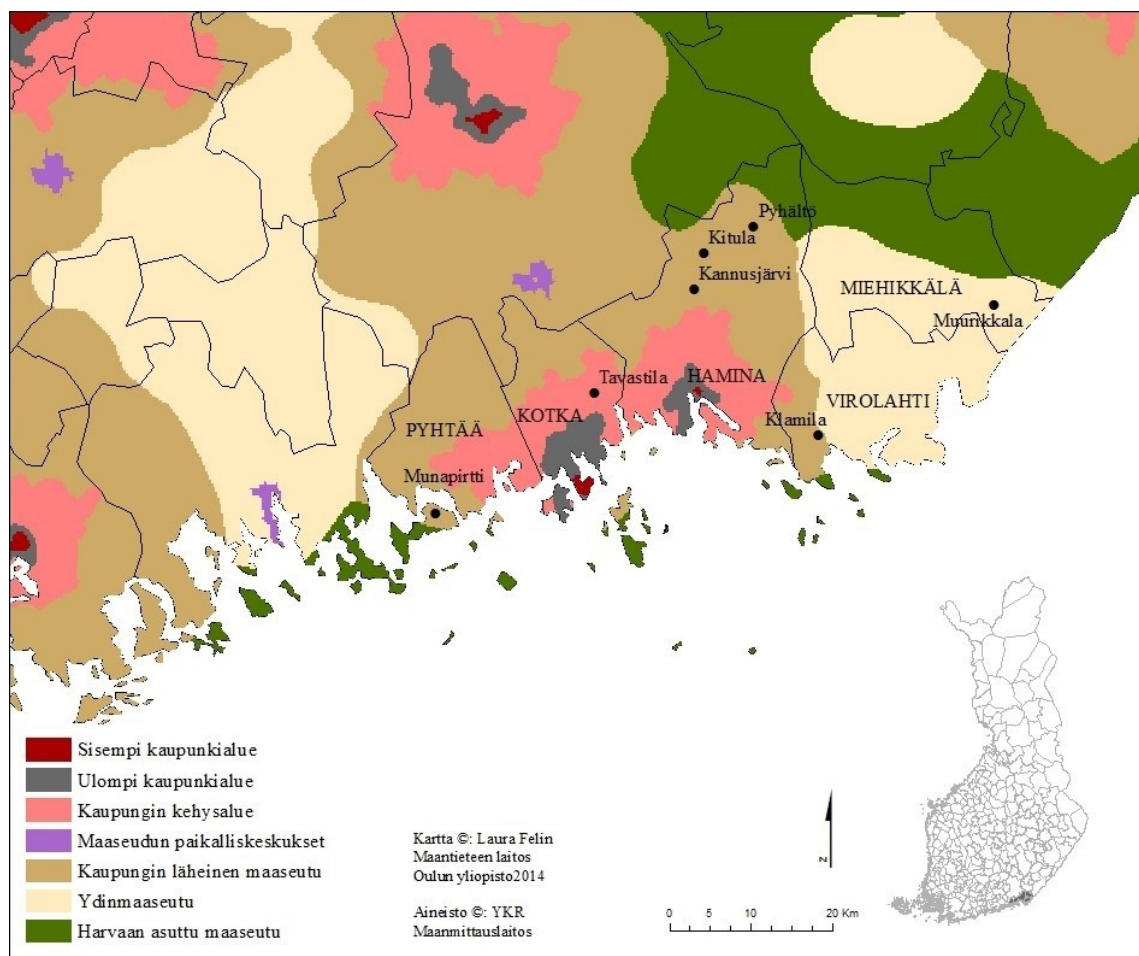 Pyhältö
Kitula
Kannusjärvi
MIEHIKKÄLÄ
Muurikkala
Tavastila
HAMINA
VIROLAHTI
KOTKA
Klamila
PYHTÄÄ
Munapirtti
Sisempi kaupunkialue
Ulompi kaupunkialue
Kaupungin kehysalue
Maaseudun paikalliskeskukset
Kaupungin läheinen maaseutu
Ydinmaaseutu
Harvaan asuttu maaseutu
Kartta ©: Laura Felin
Maantieteen laitos
Oulun yliopisto2014
Aineisto ©: YKR
Maanmittauslaitos
N
0 5 10 20 Km